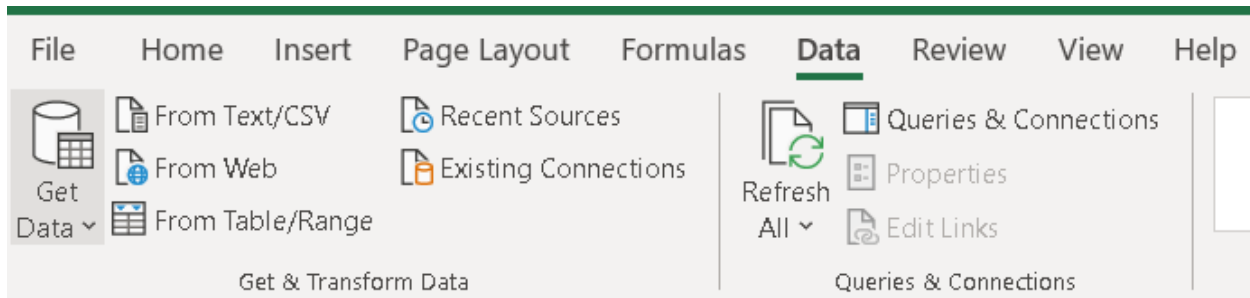 File Home Insert Page Layout Formulas Data Review View Help
Get Data
From Text/CSV
From Web
From Table/Range
Recent Sources
Existing Connections
Get & Transform Data
Refresh All
Queries & Connections
Properties
Edit Links
Queries & Connections